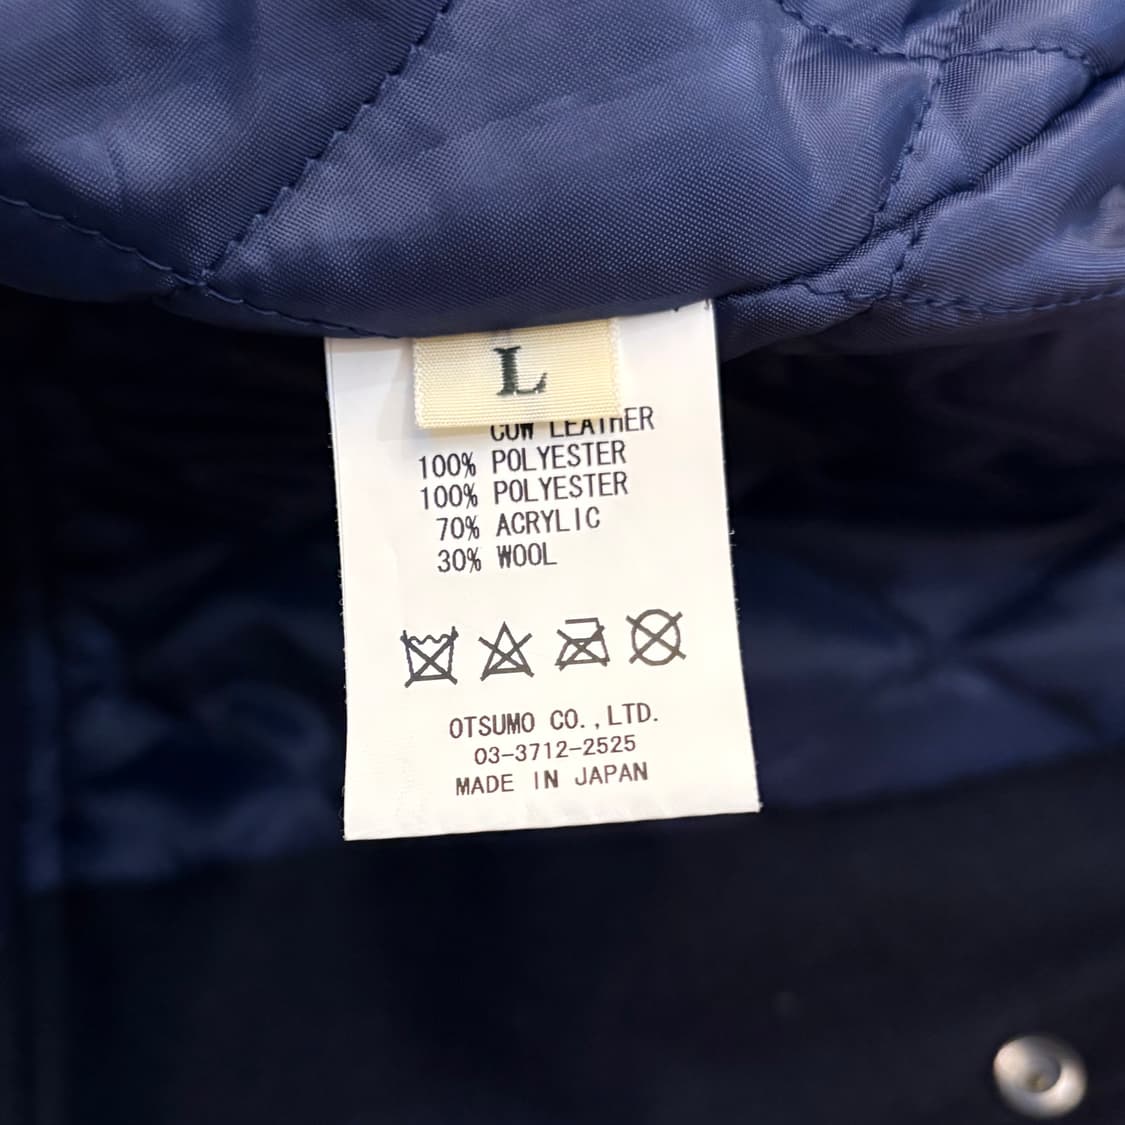 L
COW LEATHER
100% POLYESTER
100% POLYESTER
70% ACRYLIC
30% WOOL
OTSUMO CO.,LTD.
03-3712-2525
MADE IN JAPAN